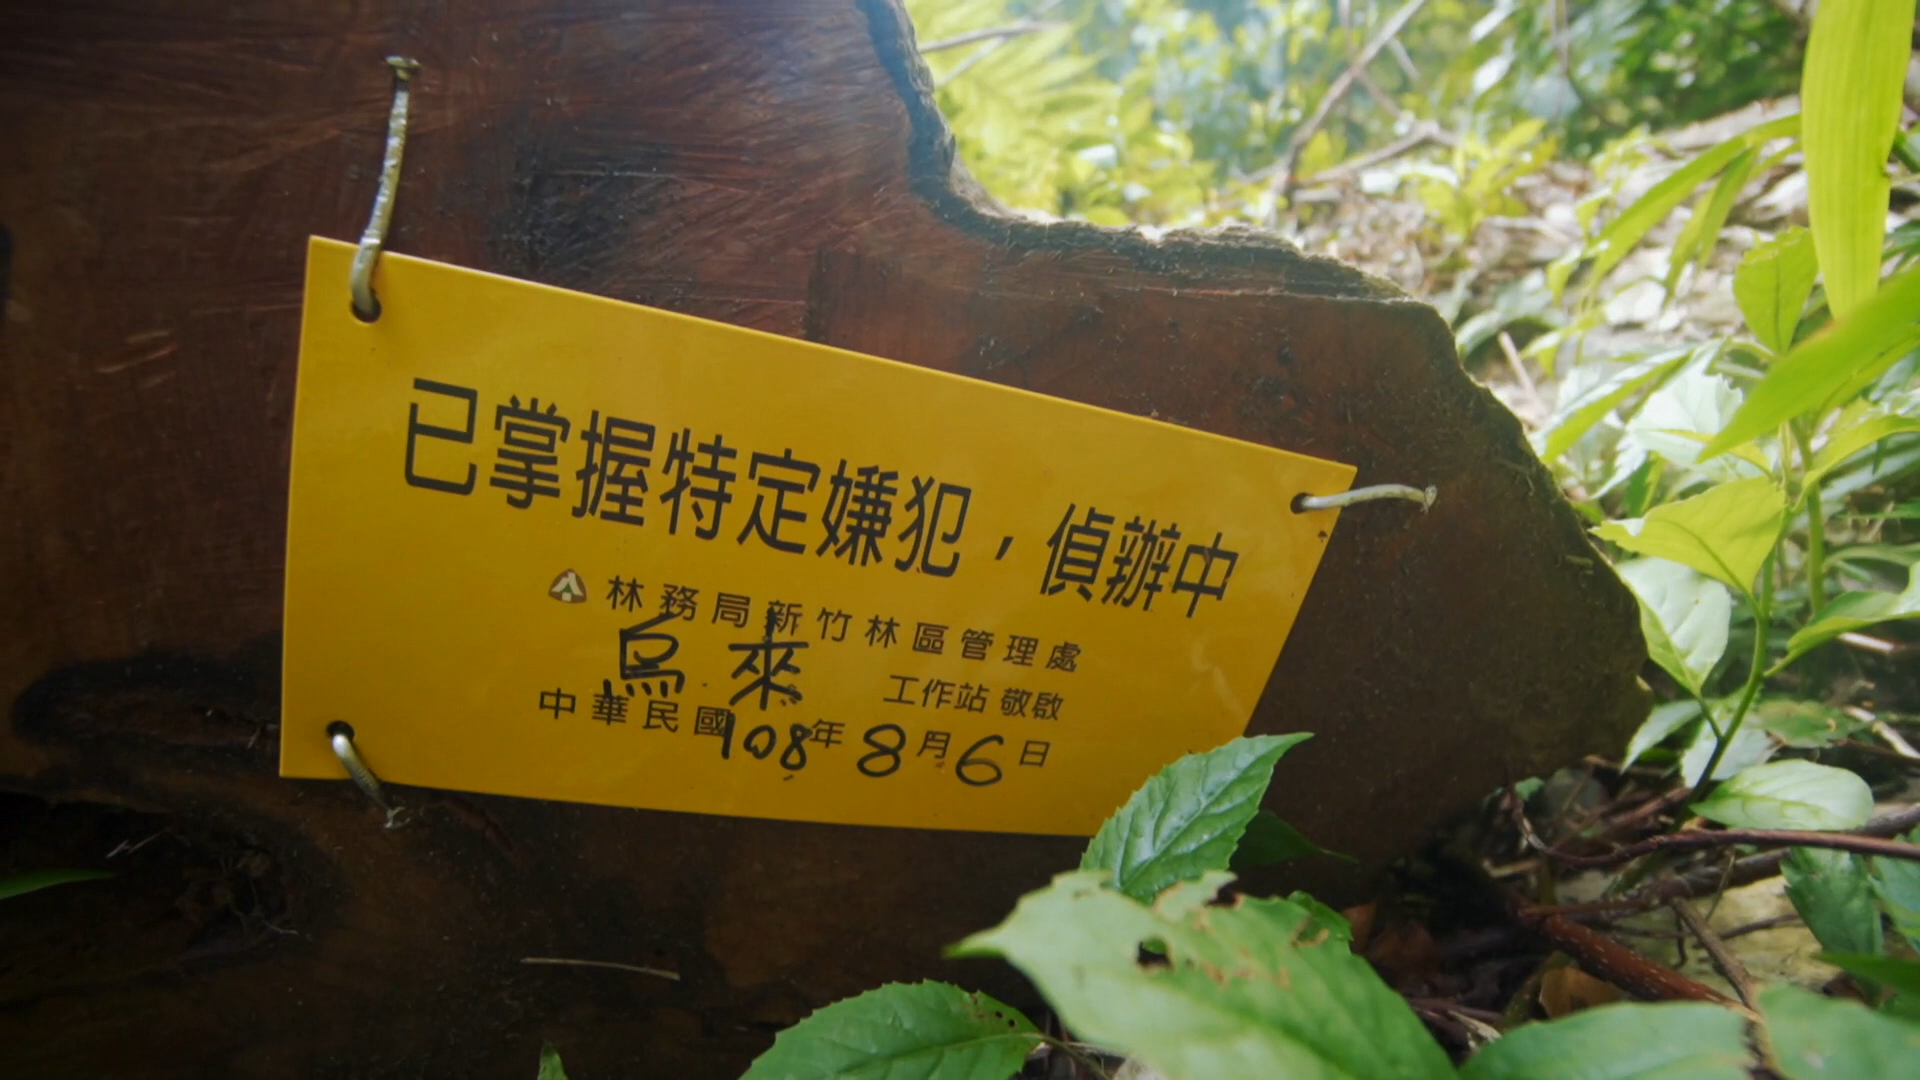 已掌握特定嫌犯，偵辦中
林務局新竹林區管理處
烏來 工作站 敬啟
中華民國108年8月6日